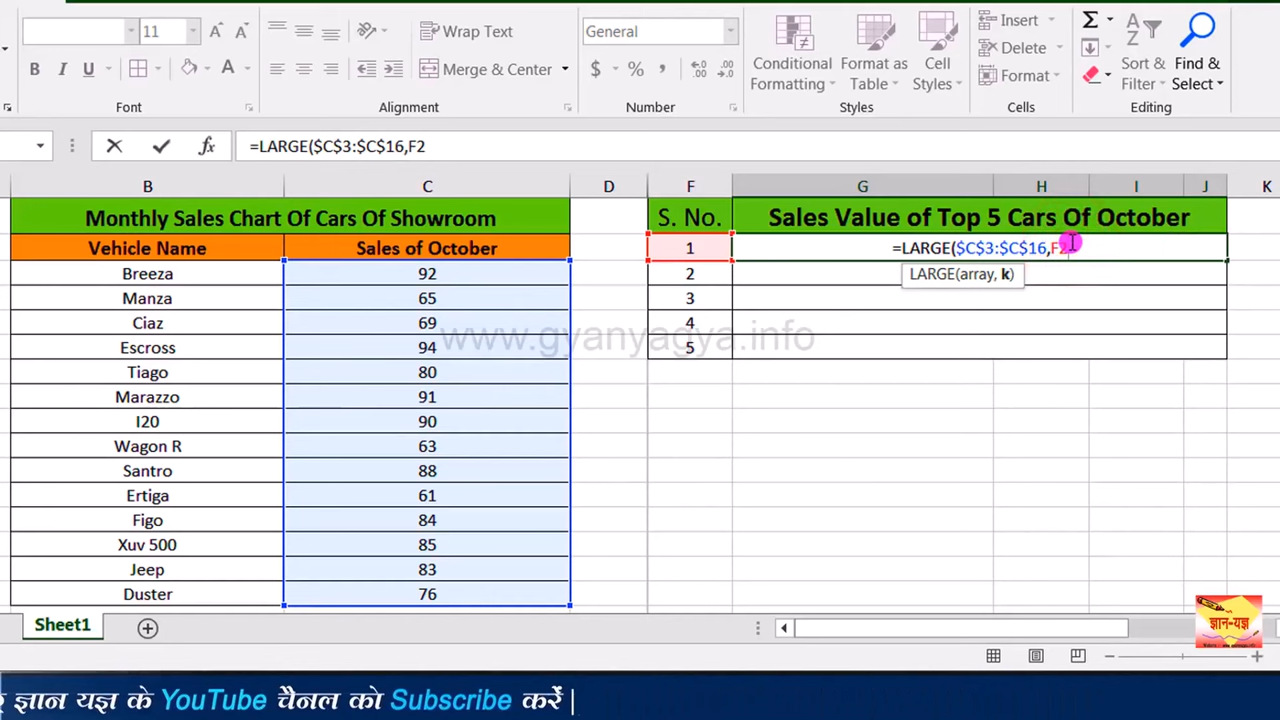 11
Wrap Text
General
Insert
Σ
A
Z
B I U
A
Merge & Center
$ % ,
Conditional Formatting
Format as Table
Cell Styles
Delete
Format
Sort & Filter
Find & Select
Font
Alignment
Number
Styles
Cells
Editing
fx
=LARGE($C$3:$C$16,F2
B C D F G H I J K
Monthly Sales Chart Of Cars Of Showroom
S. No. Sales Value of Top 5 Cars Of October
Vehicle Name Sales of October
1 =LARGE($C$3:$C$16,F2
Breeza 92
2 LARGE(array, k)
Manza 65
3
Ciaz 69
4
www.gyanyagya.info
Escross 94
5
Tiago 80
Marazzo 91
I20 90
Wagon R 63
Santro 88
Ertiga 61
Figo 84
Xuv 500 85
Jeep 83
Duster 76
Sheet1
ज्ञान-यज्ञ
ज्ञान यज्ञ के YouTube चैनल को Subscribe करें |